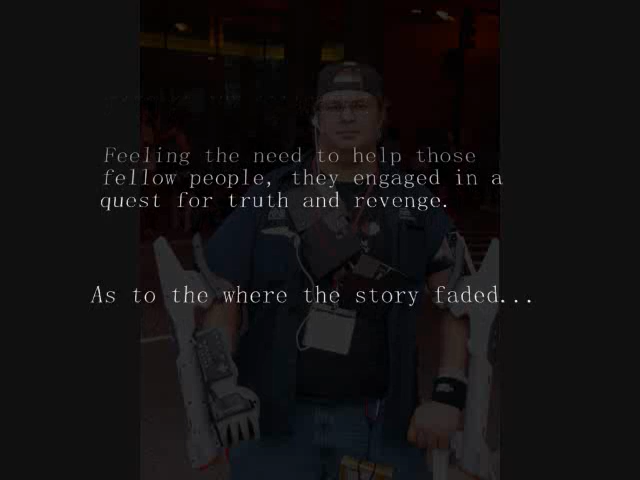 Feeling the need to help those
fellow people, they engaged in a
quest for truth and revenge.
As to the where the story faded...